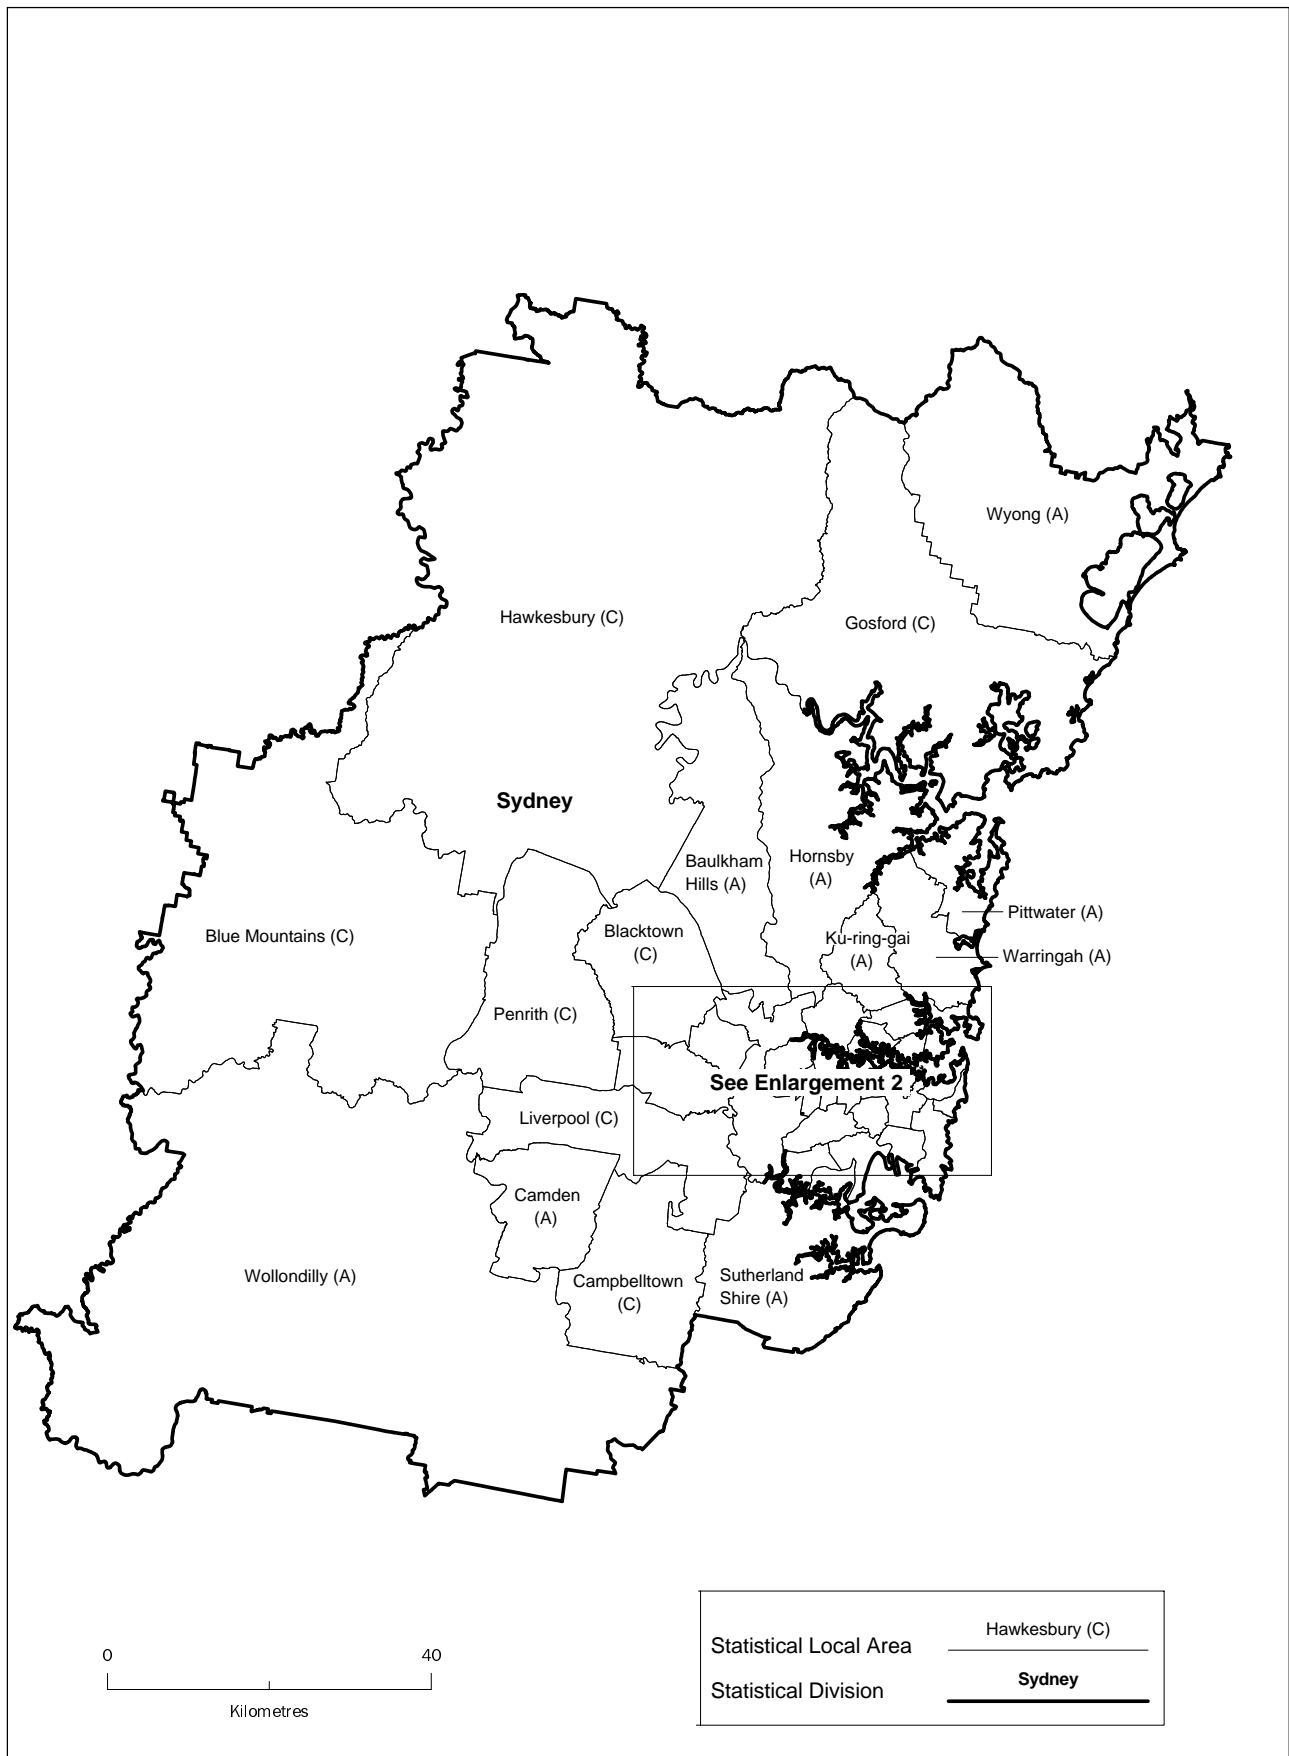 Wyong (A)
Hawkesbury (C)
Gosford (C)
Sydney
Baulkham
Hills (A)
Hornsby
(A)
Pittwater (A)
Blacktown
(C)
Ku-ring-gai
(A)
Blue Mountains (C)
Warringah (A)
Penrith (C)
See Enlargement 2
Liverpool (C)
Camden
(A)
Wollondilly (A)
Campbelltown
(C)
Sutherland
Shire (A)
Statistical Local Area
Hawkesbury (C)
Statistical Division
Sydney
0 40
Kilometres